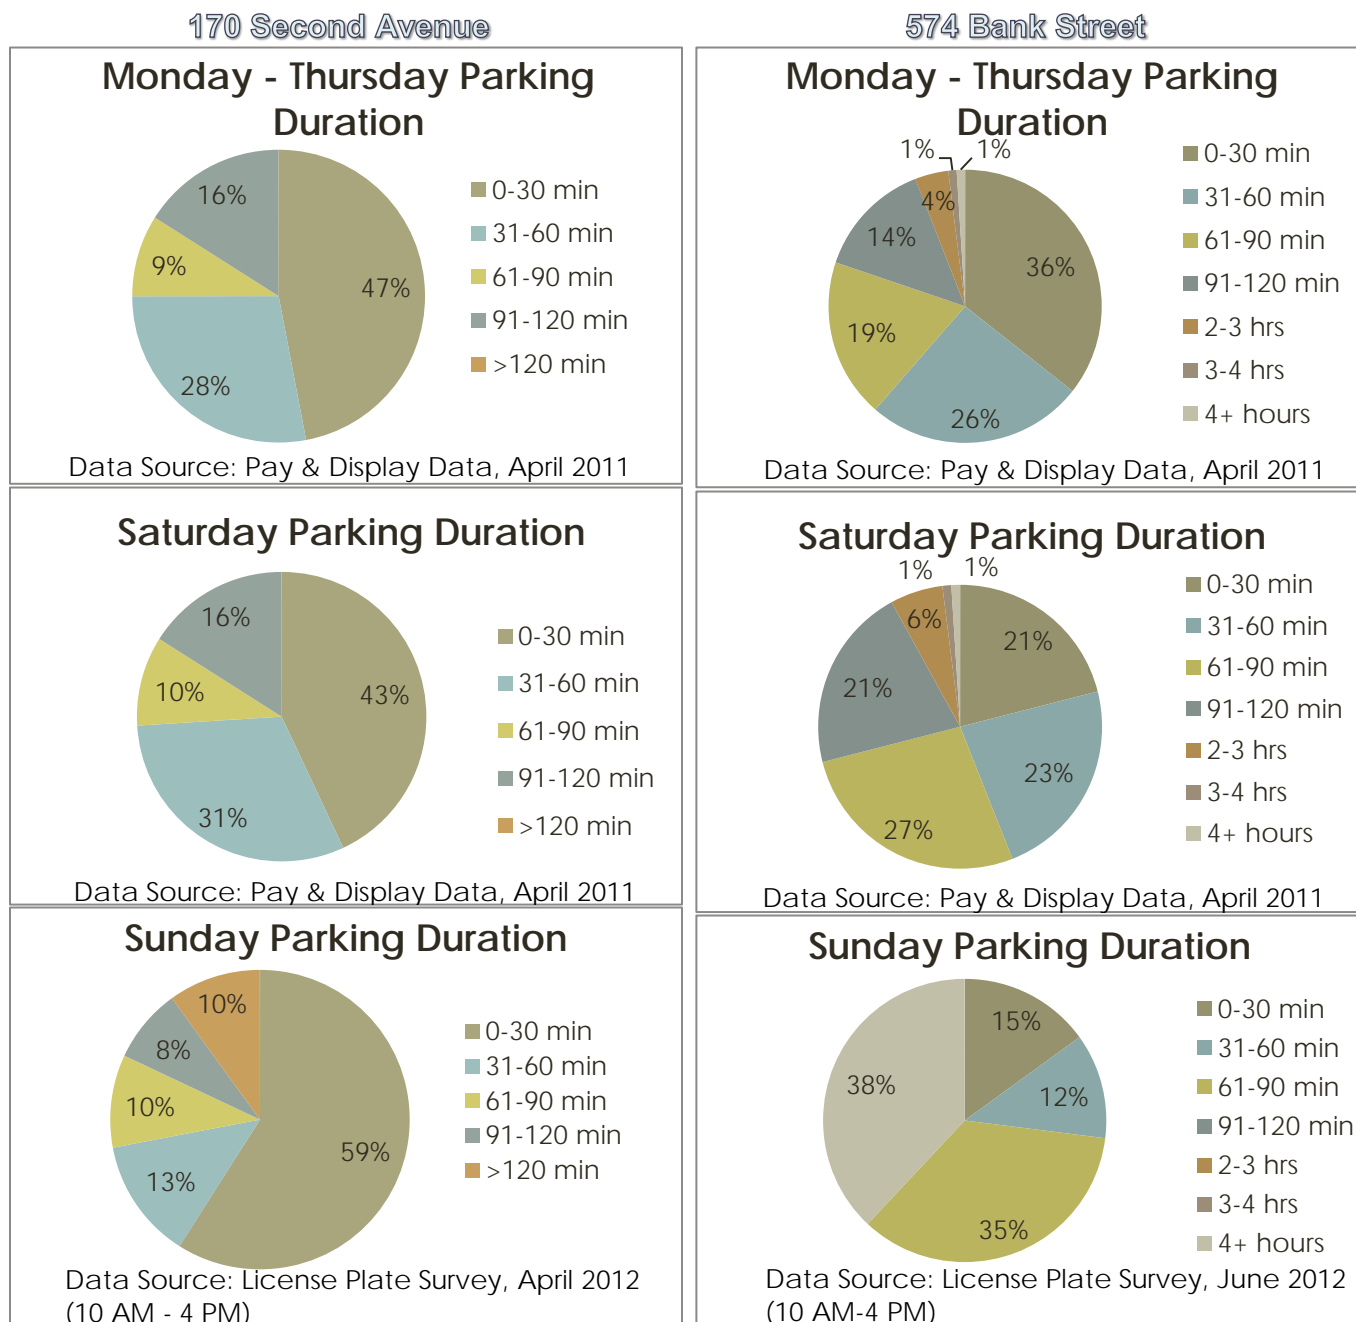 170 Second Avenue
Monday - Thursday Parking
Duration
47%
28%
9%
16%
0-30 min
31-60 min
61-90 min
91-120 min
>120 min
Data Source: Pay & Display Data, April 2011
Saturday Parking Duration
43%
31%
10%
16%
0-30 min
31-60 min
61-90 min
91-120 min
>120 min
Data Source: Pay & Display Data, April 2011
Sunday Parking Duration
59%
13%
10%
8%
10%
0-30 min
31-60 min
61-90 min
91-120 min
>120 min
Data Source: License Plate Survey, April 2012
(10 AM - 4 PM)
574 Bank Street
Monday - Thursday Parking
Duration
36%
26%
19%
14%
4%
1%
1%
0-30 min
31-60 min
61-90 min
91-120 min
2-3 hrs
3-4 hrs
4+ hours
Data Source: Pay & Display Data, April 2011
Saturday Parking Duration
21%
23%
27%
21%
6%
1%
1%
0-30 min
31-60 min
61-90 min
91-120 min
2-3 hrs
3-4 hrs
4+ hours
Data Source: Pay & Display Data, April 2011
Sunday Parking Duration
15%
12%
35%
38%
0-30 min
31-60 min
61-90 min
91-120 min
2-3 hrs
3-4 hrs
4+ hours
Data Source: License Plate Survey, June 2012
(10 AM-4 PM)